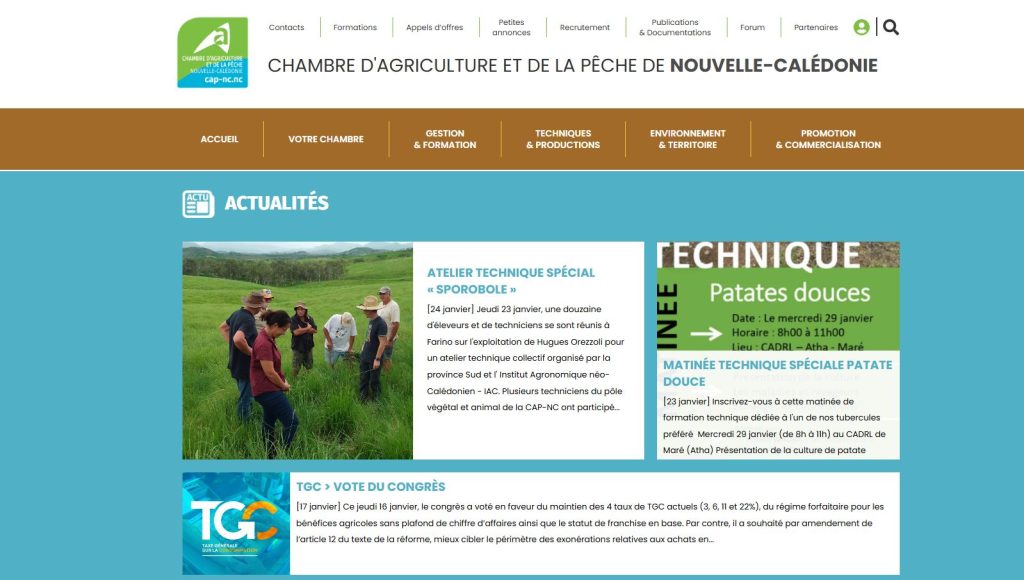 Contacts
Formations
Appels d'offres
Petites
annonces
Recrutement
Publications
& Documentations
Forum
Partenaires
CHAMBRE D'AGRICULTURE
ET DE LA PÊCHE
NOUVELLE-CALÉDONIE
cap-nc.nc
CHAMBRE D'AGRICULTURE ET DE LA PÊCHE DE NOUVELLE-CALÉDONIE
ACCUEIL
VOTRE CHAMBRE
GESTION
& FORMATION
TECHNIQUES
& PRODUCTIONS
ENVIRONNEMENT
& TERRITOIRE
PROMOTION
& COMMERCIALISATION
ACTU
ACTUALITÉS
ATELIER TECHNIQUE SPÉCIAL
« SPOROBOLE »
[24 janvier] Jeudi 23 janvier, une douzaine
d'éleveurs et de techniciens se sont réunis à
Farino sur l'exploitation de Hugues Orezzoli pour
un atelier technique collectif organisé par la
province Sud et l' Institut Agronomique néo-
Calédonien - IAC. Plusieurs techniciens du pôle
végétal et animal de la CAP-NC ont participé...
TECHNIQUE
INEE
Patates douces
Date : Le mercredi 29 janvier
Horaire : 8h00 à 11h00
Lieu : CADRL – Atha - Maré
MATINÉE TECHNIQUE SPÉCIALE PATATE
DOUCE
[23 janvier] Inscrivez-vous à cette matinée de
formation technique dédiée à l'un de nos tubercules
préféré Mercredi 29 janvier (de 8h à 11h) au CADRL de
Maré (Atha) Présentation de la culture de patate
TGC
TAXE GÉNÉRALE
SUR LA CONSOMMATION
TGC > VOTE DU CONGRÈS
[17 janvier] Ce jeudi 16 janvier, le congrès a voté en faveur du maintien des 4 taux de TGC actuels (3, 6, 11 et 22%), du régime forfaitaire pour les
bénéfices agricoles sans plafond de chiffre d'affaires ainsi que le statut de franchise en base. Par contre, il a souhaité par amendement de
l'article 12 du texte de la réforme, mieux cibler le périmètre des exonérations relatives aux achats en...